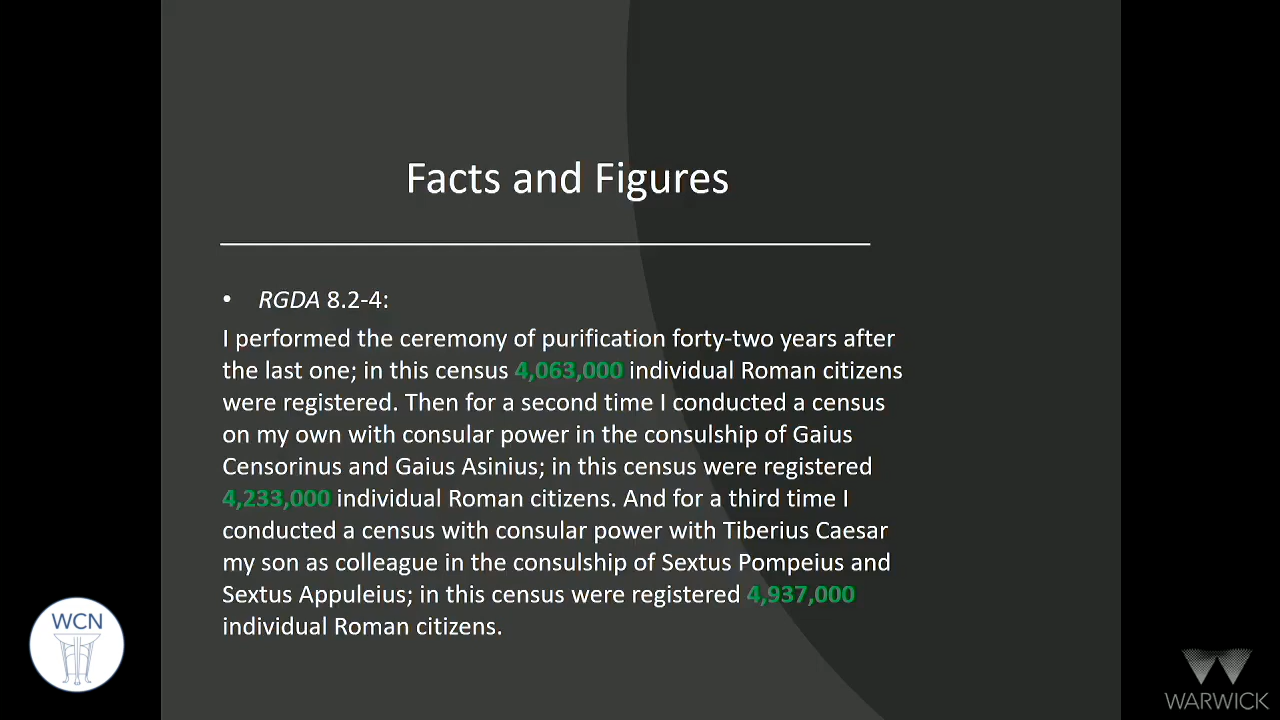 Facts and Figures
• RGDA 8.2-4:
I performed the ceremony of purification forty-two years after
the last one; in this census 4,063,000 individual Roman citizens
were registered. Then for a second time I conducted a census
on my own with consular power in the consulship of Gaius
Censorinus and Gaius Asinius; in this census were registered
4,233,000 individual Roman citizens. And for a third time I
conducted a census with consular power with Tiberius Caesar
my son as colleague in the consulship of Sextus Pompeius and
Sextus Appuleius; in this census were registered 4,937,000
individual Roman citizens.
WCN
WARWICK